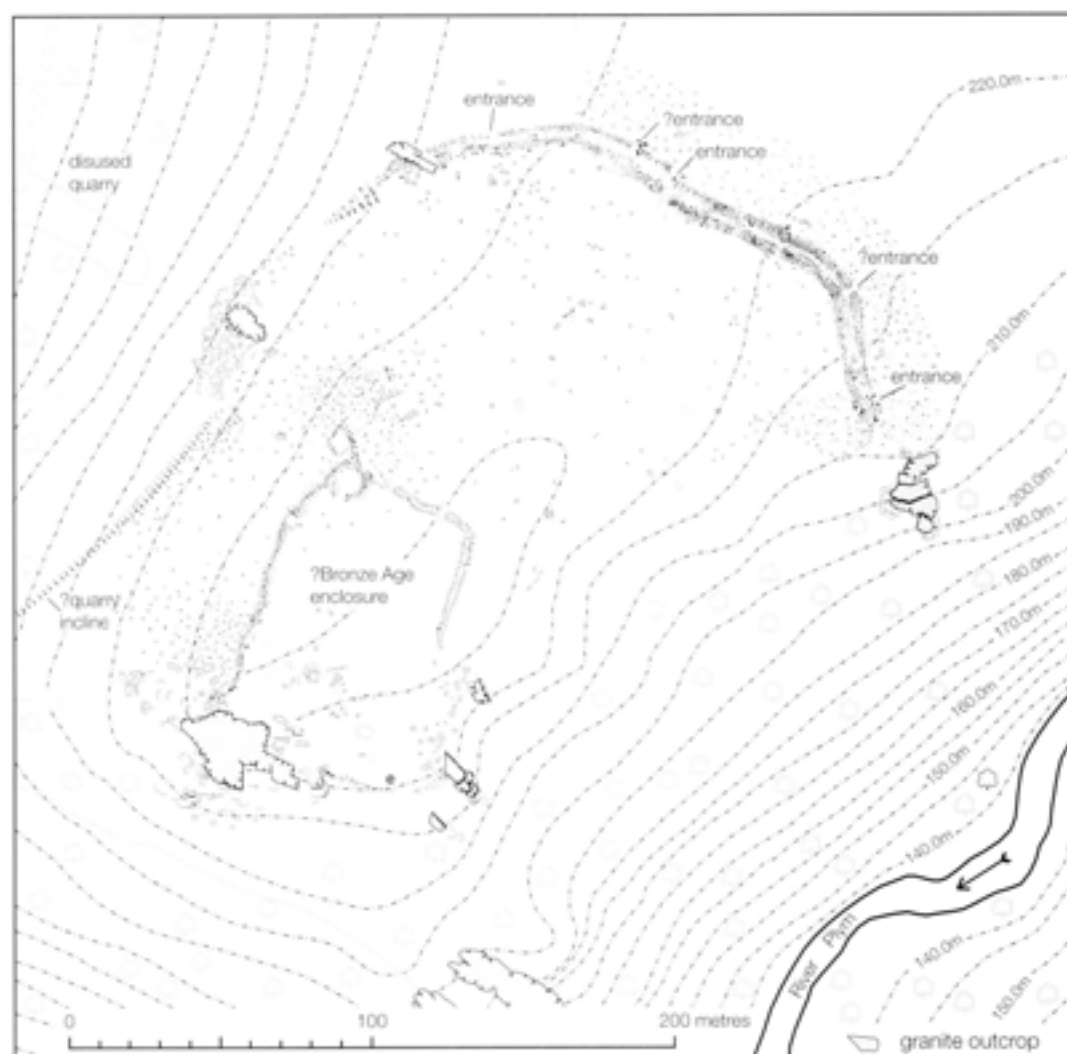 220.0m
entrance
?entrance
entrance
disused
quarry
?entrance
210.0m
entrance
200.0m
190.0m
180.0m
?Bronze Age
enclosure
?quarry
incline
170.0m
160.0m
150.0m
140.0m
River Plym
140.0m
150.0m
0 100 200 metres
granite outcrop